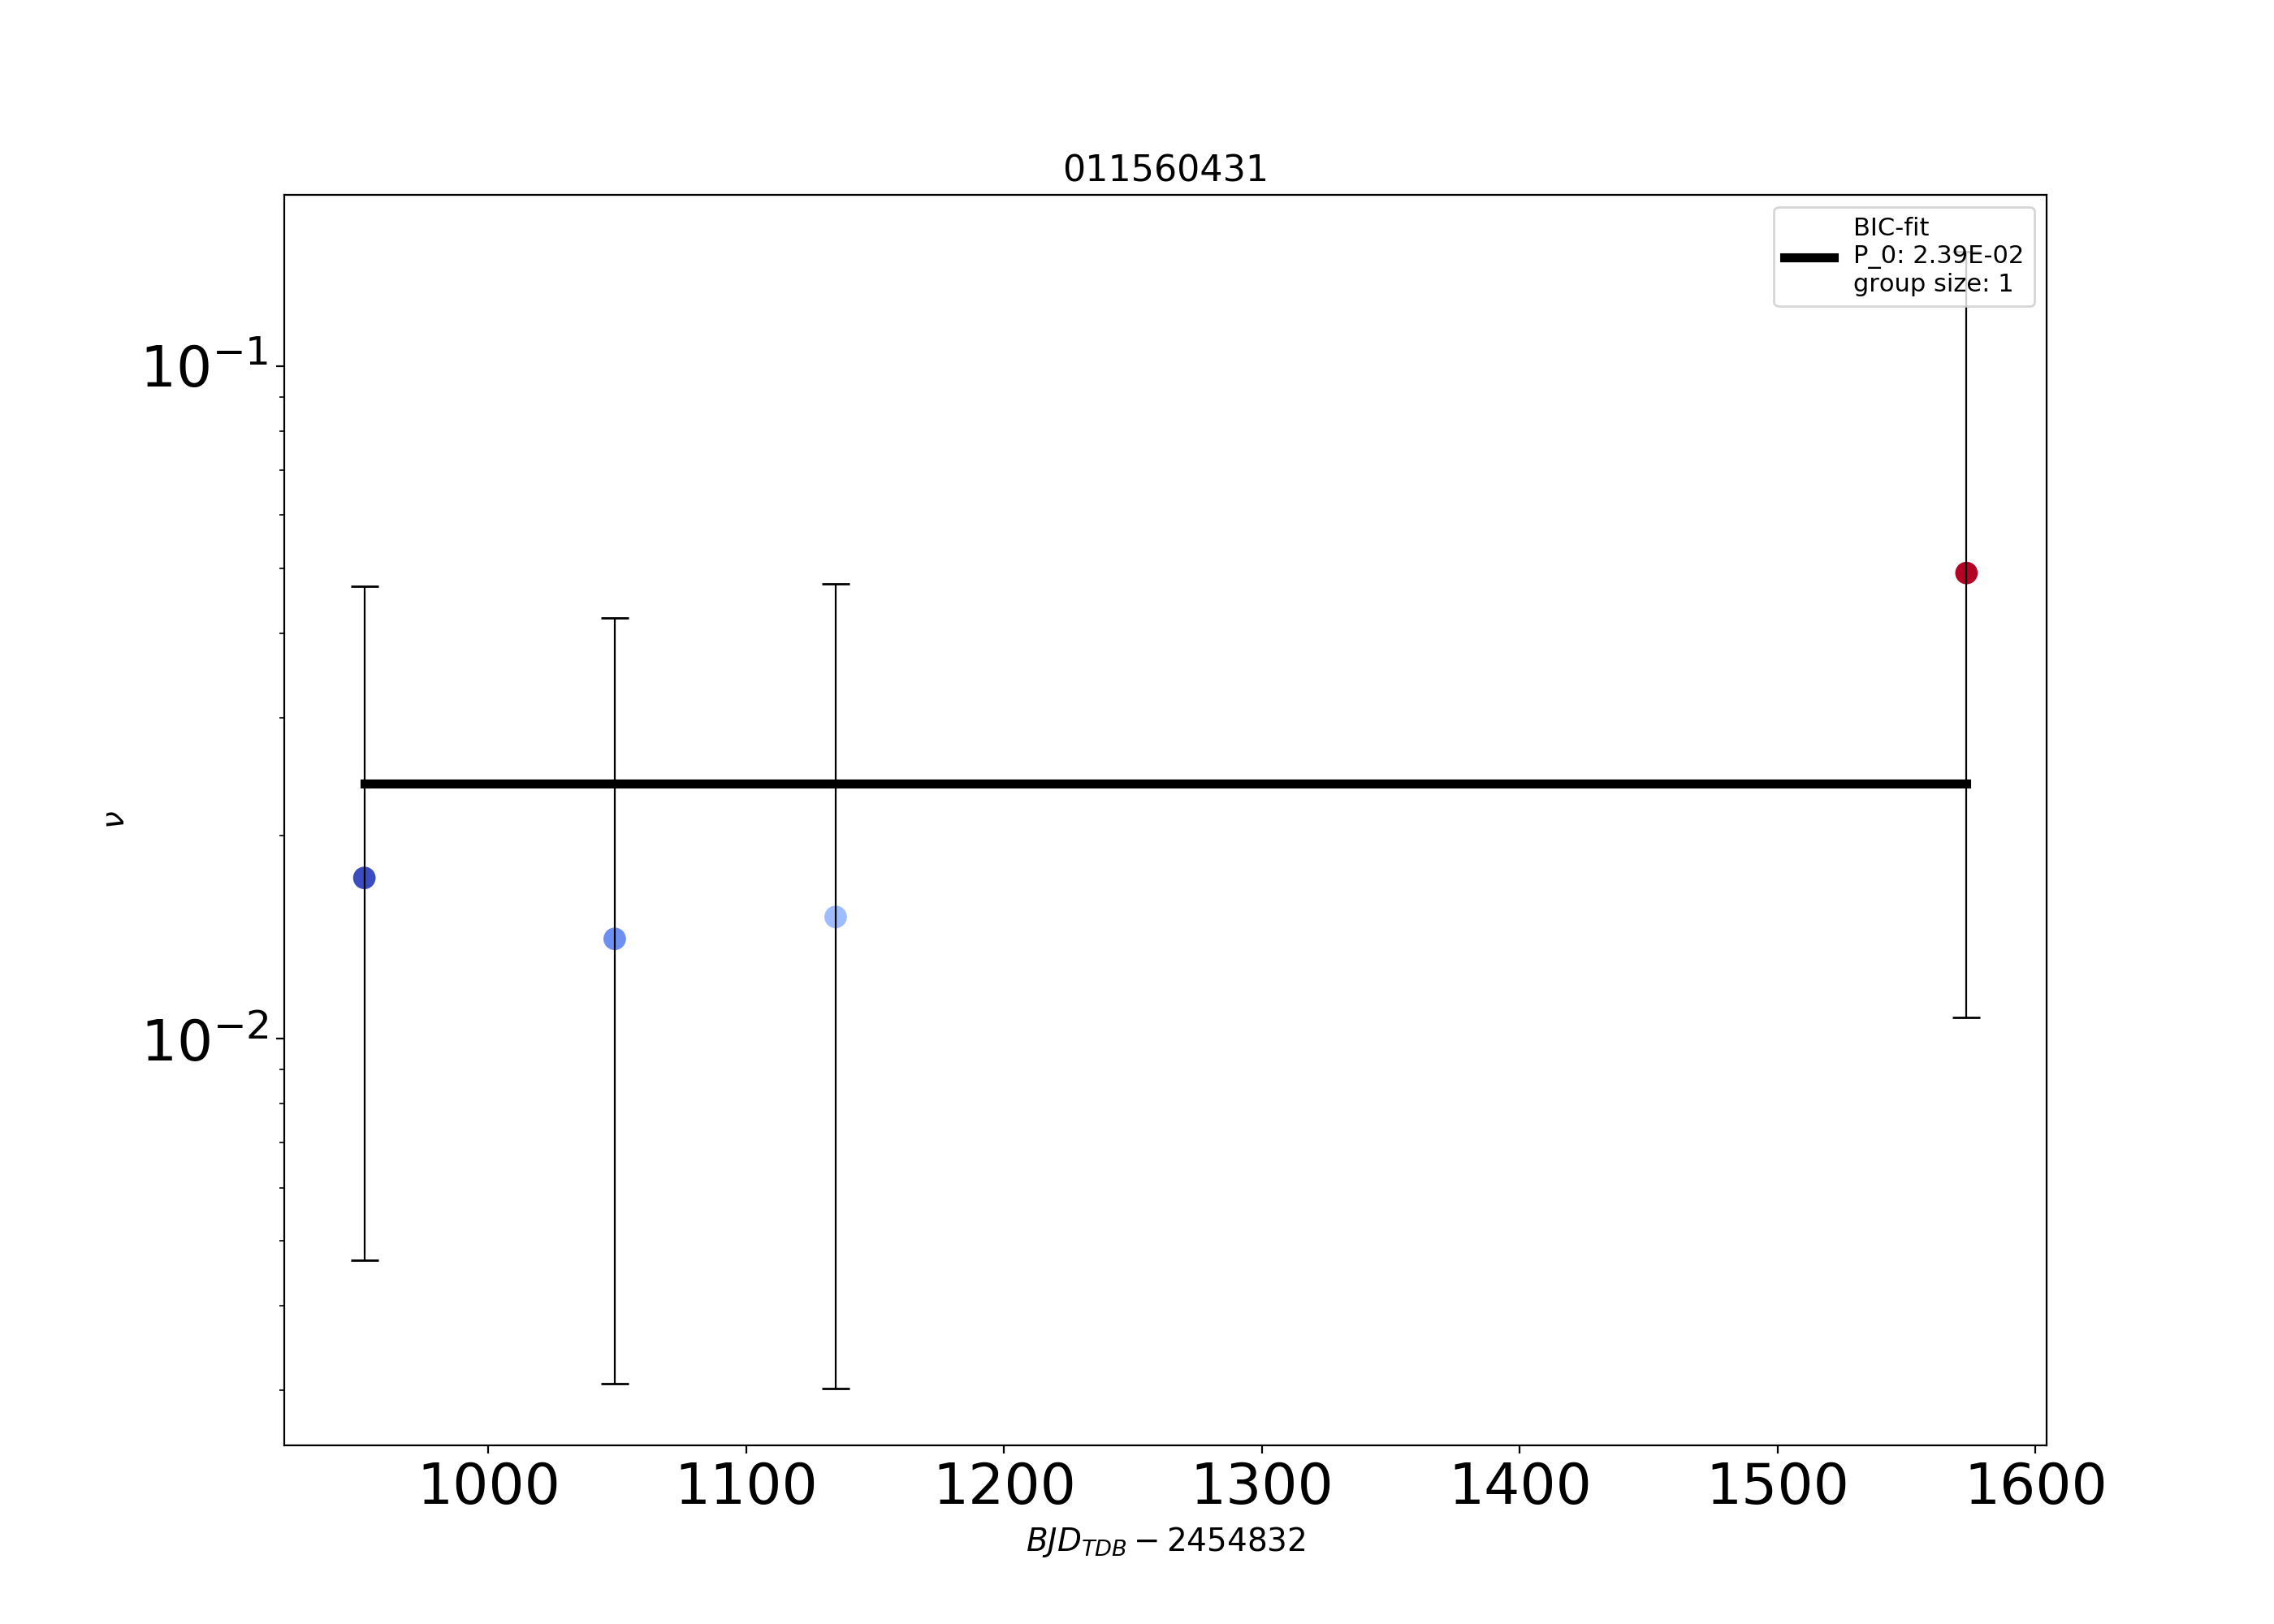 011560431
BIC-fit
P_0: 2.39E-02
group size: 1
10⁻¹
10⁻²
ν
1000 1100 1200 1300 1400 1500 1600
BJD_TDB − 2454832